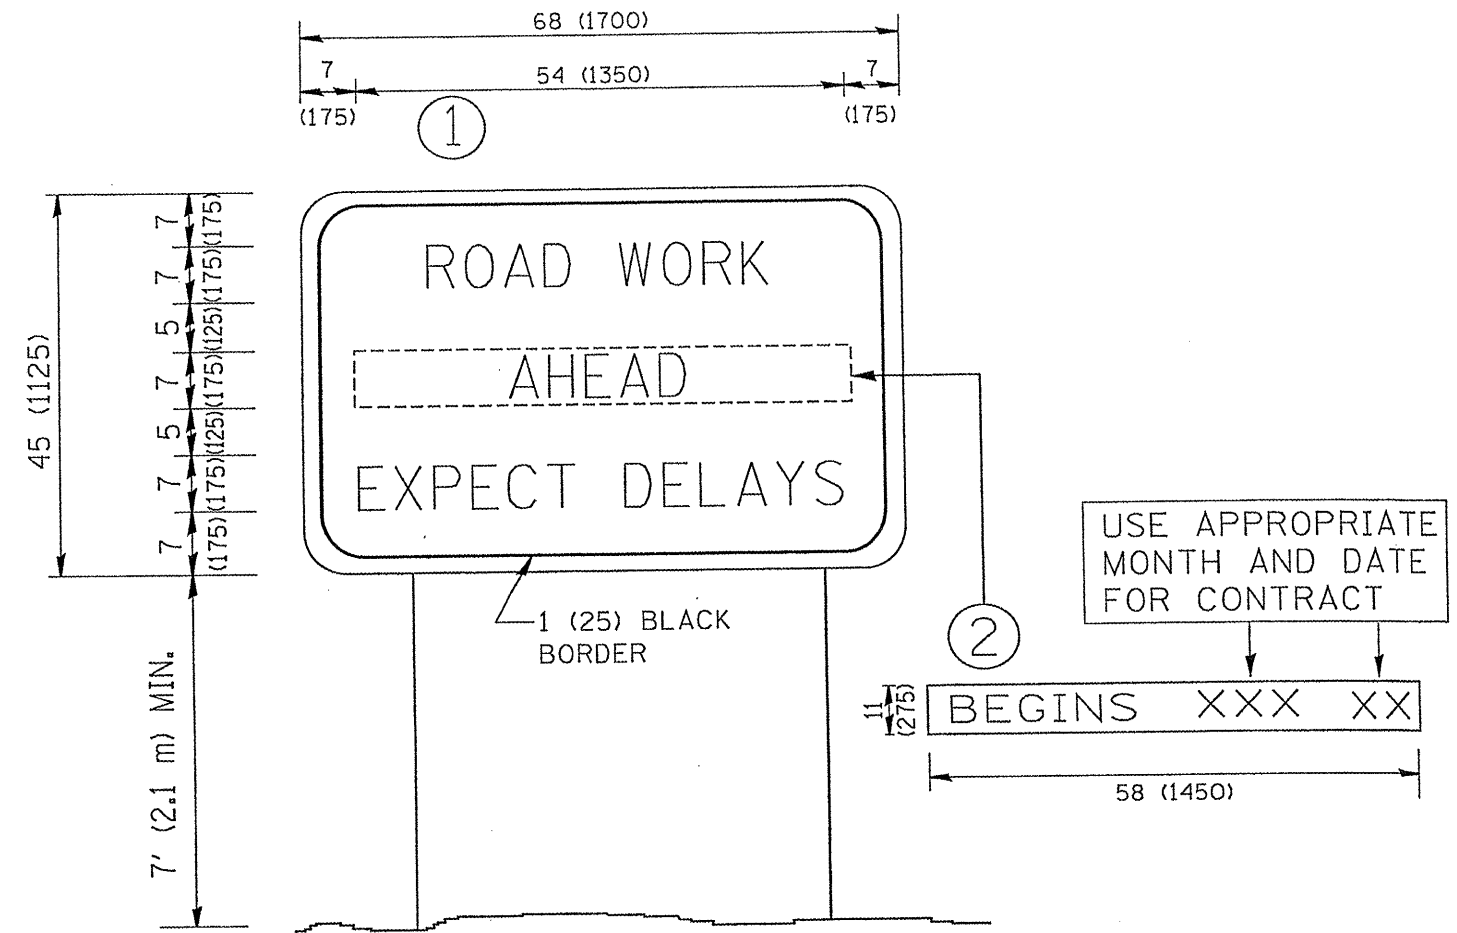 68 (1700)
7 54 (1350) 7
(175) (175)
1
7 (175)
7 (175)
5 (125)
7 (175)
5 (125)
7 (175)
7 (175)
45 (1125)
ROAD WORK
AHEAD
EXPECT DELAYS
1 (25) BLACK
BORDER
7' (2.1 m) MIN.
USE APPROPRIATE
MONTH AND DATE
FOR CONTRACT
2
11
(275)
BEGINS XXX XX
58 (1450)